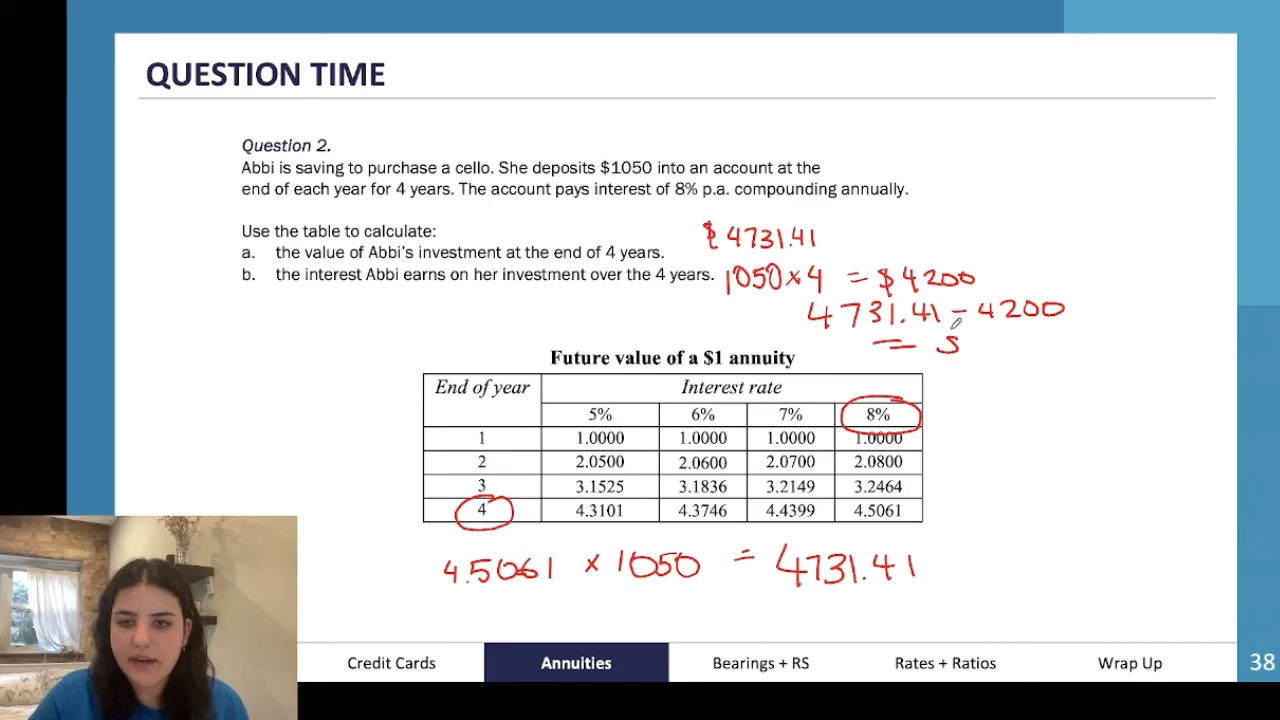 QUESTION TIME
Question 2.
Abbi is saving to purchase a cello. She deposits $1050 into an account at the
end of each year for 4 years. The account pays interest of 8% p.a. compounding annually.
Use the table to calculate:
$4731.41
a. the value of Abbi's investment at the end of 4 years.
b. the interest Abbi earns on her investment over the 4 years.
1050 × 4 = $4200
4731.41 - 4200
= 5
Future value of a $1 annuity
End of year Interest rate
5% 6% 7% 8%
1 1.0000 1.0000 1.0000 1.0000
2 2.0500 2.0600 2.0700 2.0800
3 3.1525 3.1836 3.2149 3.2464
4 4.3101 4.3746 4.4399 4.5061
4.5061 × 1050 = 4731.41
Credit Cards Annuities Bearings + RS Rates + Ratios Wrap Up 38